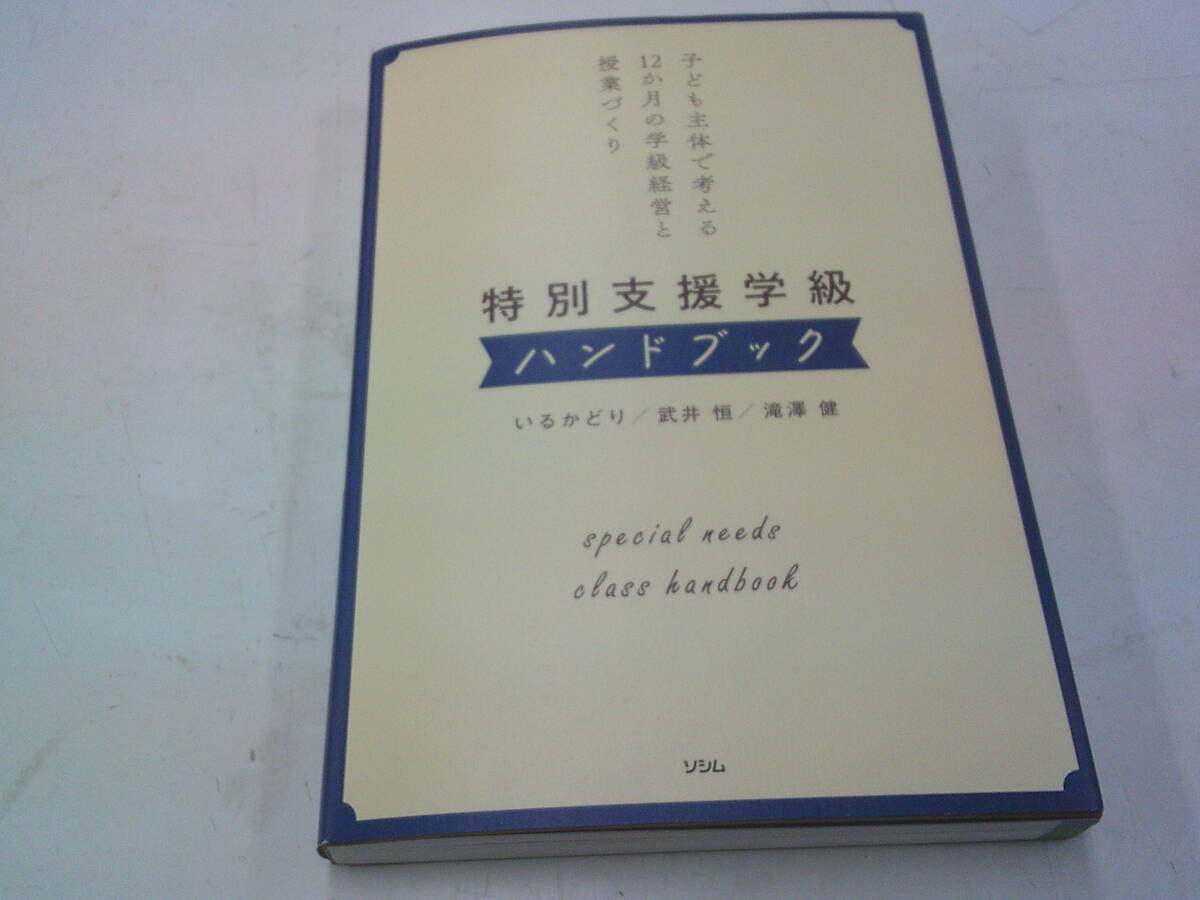 子ども主体で考える
12か月の学級経営と
授業づくり
特別支援学級
ハンドブック
いるかどり/武井 恒/滝澤 健
special needs
class handbook
ソシム